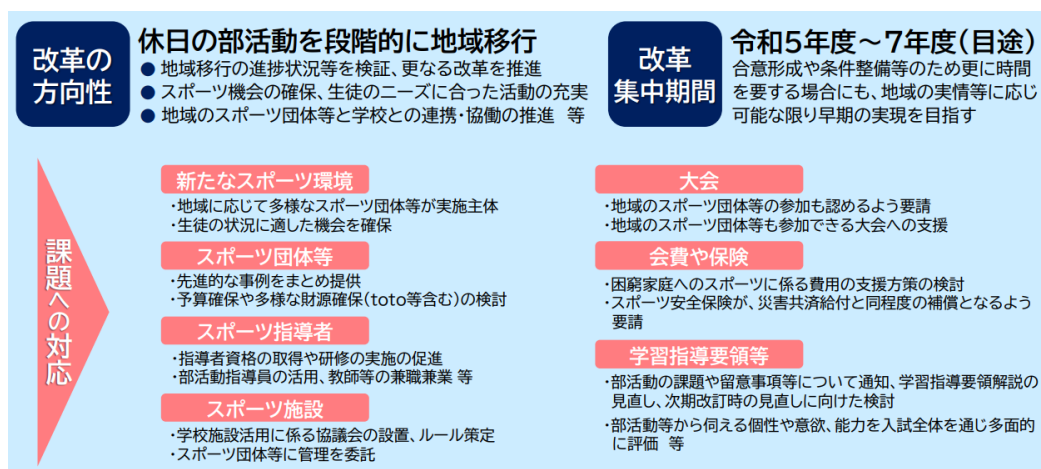 改革の
方向性
休日の部活動を段階的に地域移行
● 地域移行の進捗状況等を検証、更なる改革を推進
● スポーツ機会の確保、生徒のニーズに合った活動の充実
● 地域のスポーツ団体等と学校との連携・協働の推進 等
改革
集中期間
令和5年度～7年度(目途)
合意形成や条件整備等のため更に時間
を要する場合にも、地域の実情等に応じ
可能な限り早期の実現を目指す
課題への対応
新たなスポーツ環境
・地域に応じて多様なスポーツ団体等が実施主体
・生徒の状況に適した機会を確保
スポーツ団体等
・先進的な事例をまとめ提供
・予算確保や多様な財源確保(toto等含む)の検討
スポーツ指導者
・指導者資格の取得や研修の実施の促進
・部活動指導員の活用、教師等の兼職兼業 等
スポーツ施設
・学校施設活用に係る協議会の設置、ルール策定
・スポーツ団体等に管理を委託
大会
・地域のスポーツ団体等の参加も認めるよう要請
・地域のスポーツ団体等も参加できる大会への支援
会費や保険
・困窮家庭へのスポーツに係る費用の支援方策の検討
・スポーツ安全保険が、災害共済給付と同程度の補償となるよう
要請
学習指導要領等
・部活動の課題や留意事項等について通知、学習指導要領解説の
見直し、次期改訂時の見直しに向けた検討
・部活動等から伺える個性や意欲、能力を入試全体を通じ多面的
に評価 等